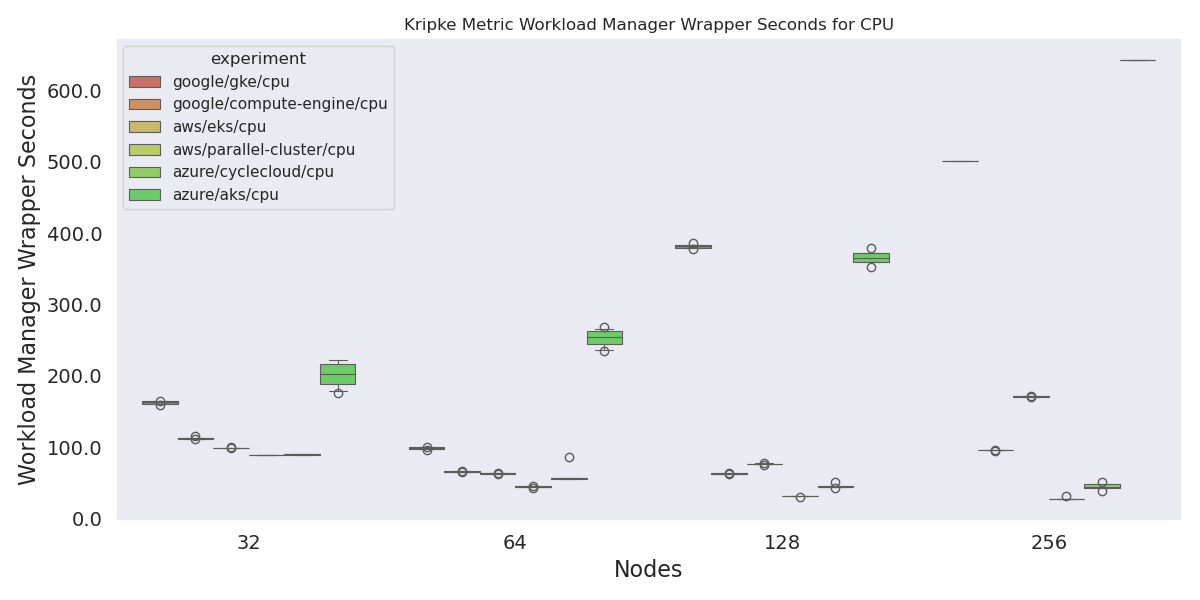 Kripke Metric Workload Manager Wrapper Seconds for CPU
Workload Manager Wrapper Seconds
600.0
500.0
400.0
300.0
200.0
100.0
0.0
experiment
google/gke/cpu
google/compute-engine/cpu
aws/eks/cpu
aws/parallel-cluster/cpu
azure/cyclecloud/cpu
azure/aks/cpu
32
64
128
256
Nodes